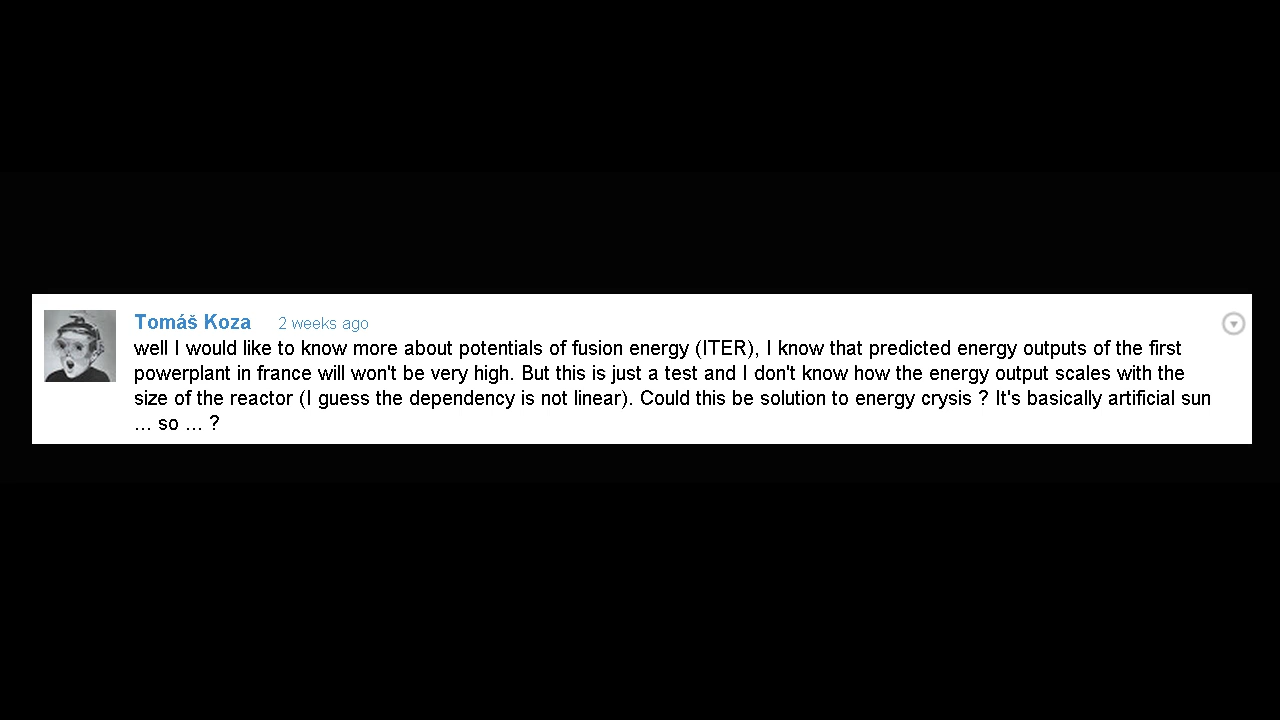 Tomáš Koza 2 weeks ago
well I would like to know more about potentials of fusion energy (ITER), I know that predicted energy outputs of the first
powerplant in france will won't be very high. But this is just a test and I don't know how the energy output scales with the
size of the reactor (I guess the dependency is not linear). Could this be solution to energy crysis ? It's basically artificial sun
... so ... ?